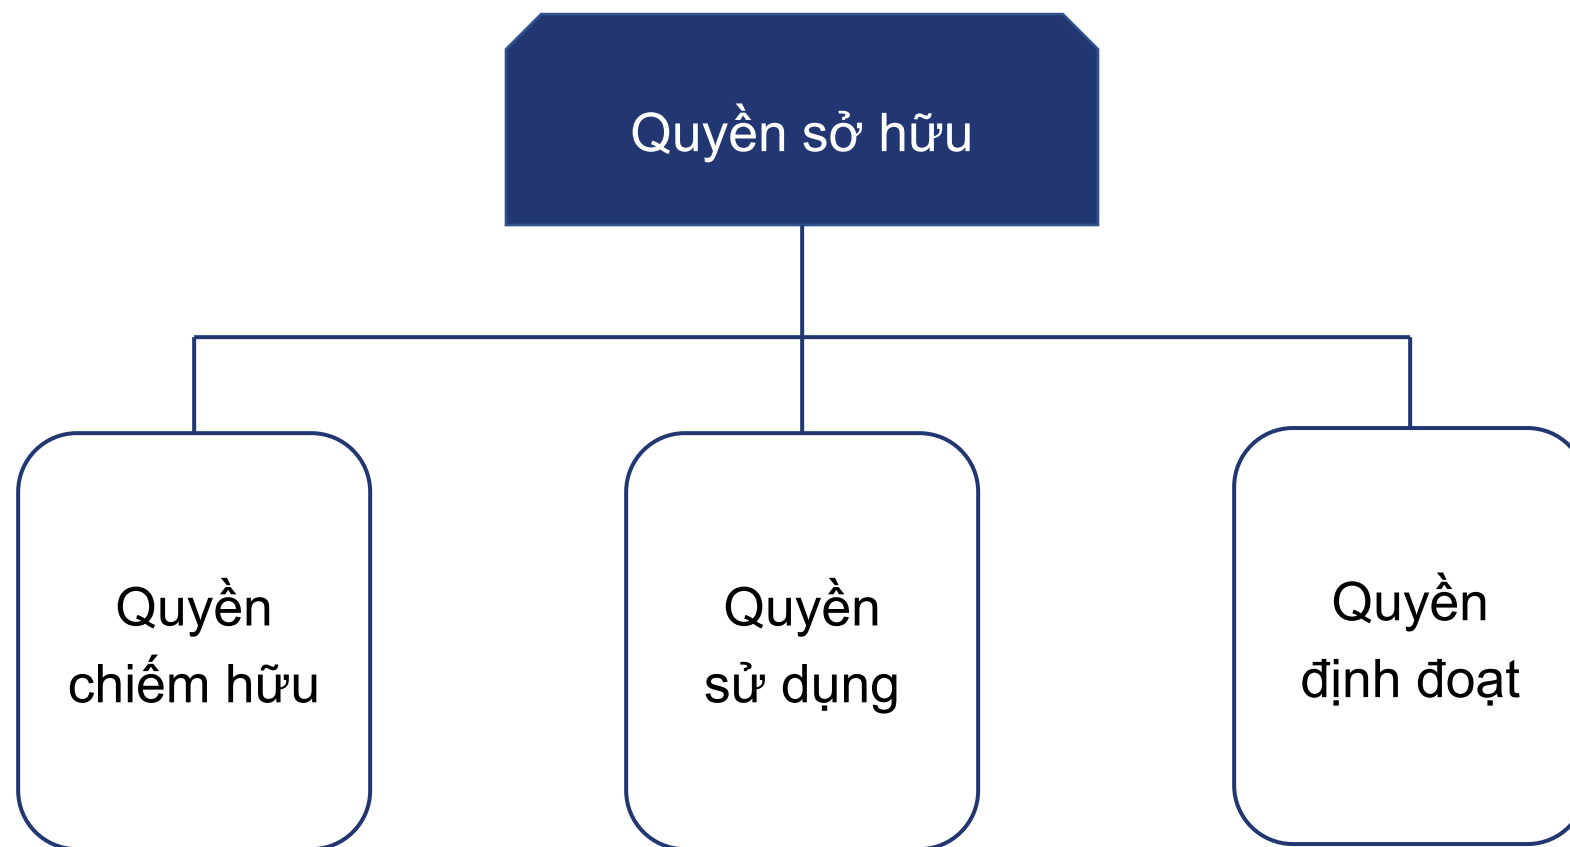 Quyền sở hữu
Quyền
chiếm hữu
Quyền
sử dụng
Quyền
định đoạt